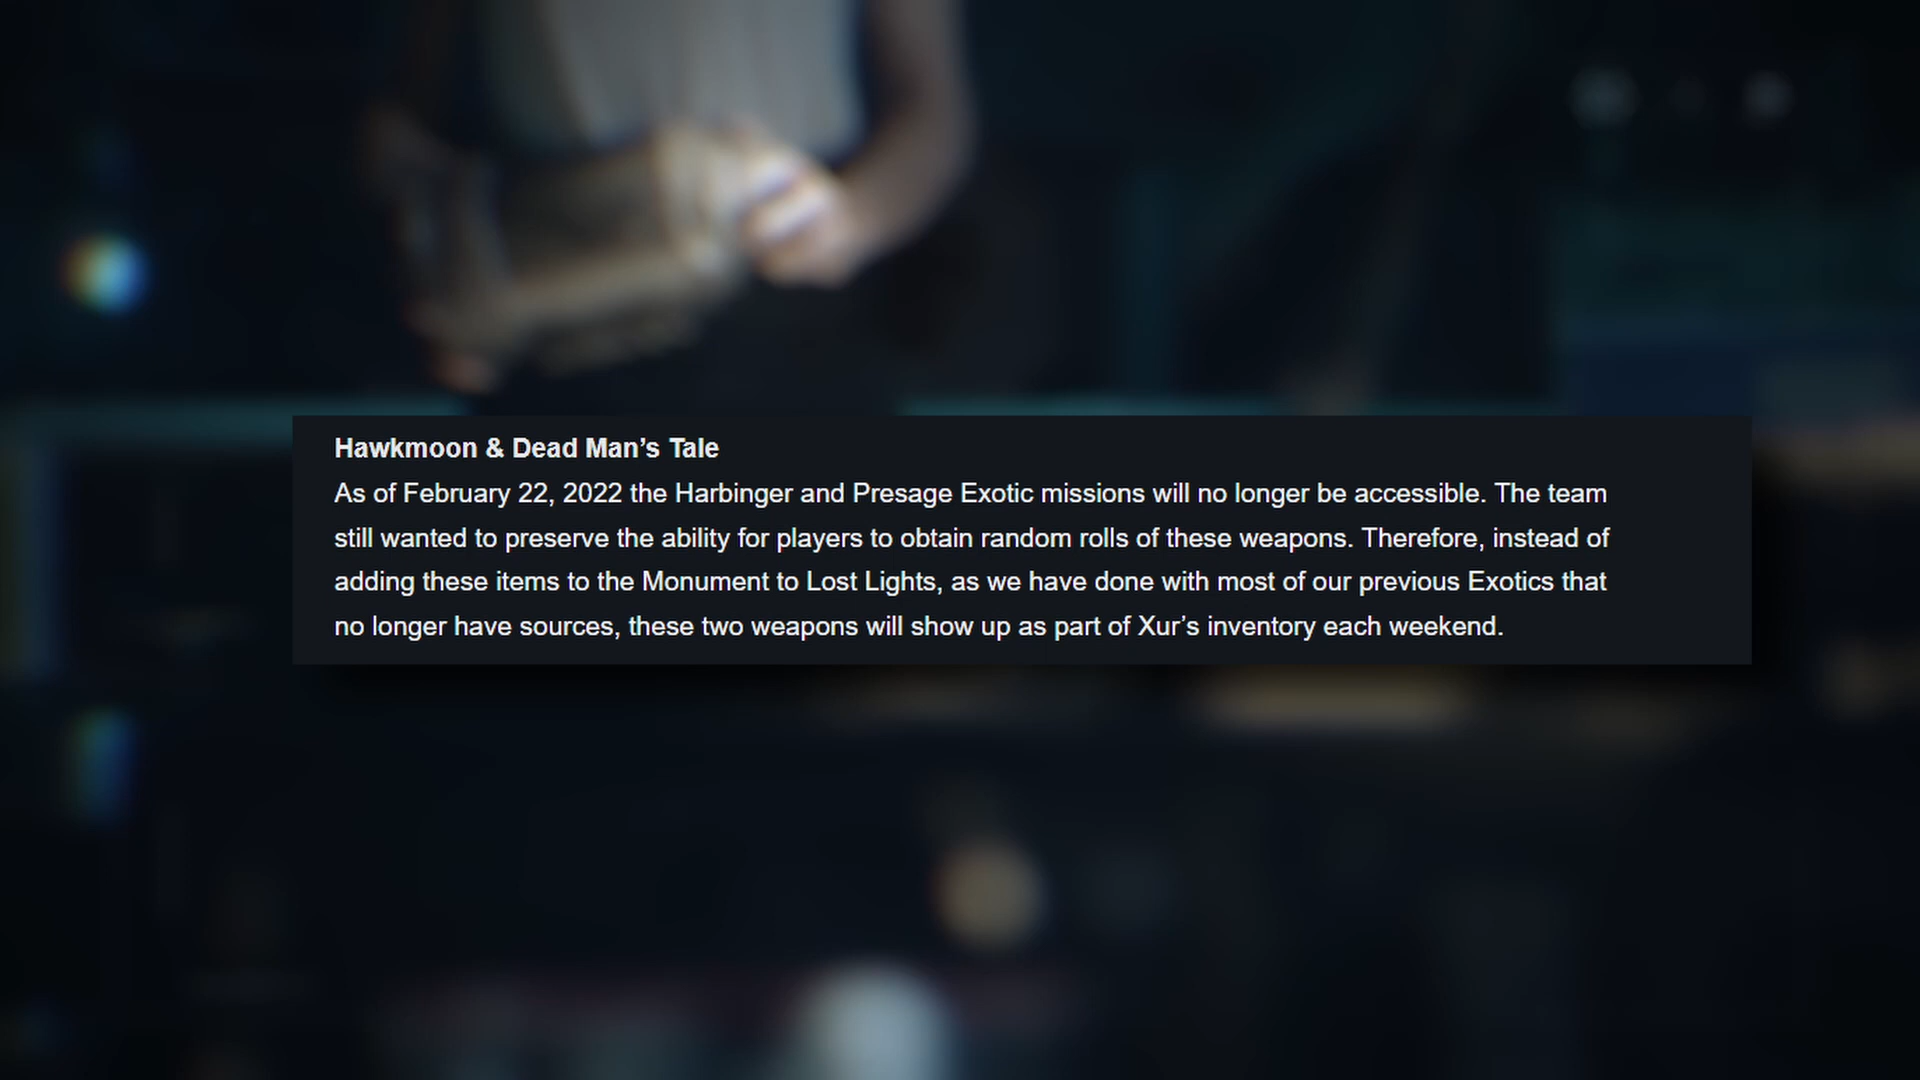 Hawkmoon & Dead Man’s Tale
As of February 22, 2022 the Harbinger and Presage Exotic missions will no longer be accessible. The team
still wanted to preserve the ability for players to obtain random rolls of these weapons. Therefore, instead of
adding these items to the Monument to Lost Lights, as we have done with most of our previous Exotics that
no longer have sources, these two weapons will show up as part of Xur’s inventory each weekend.